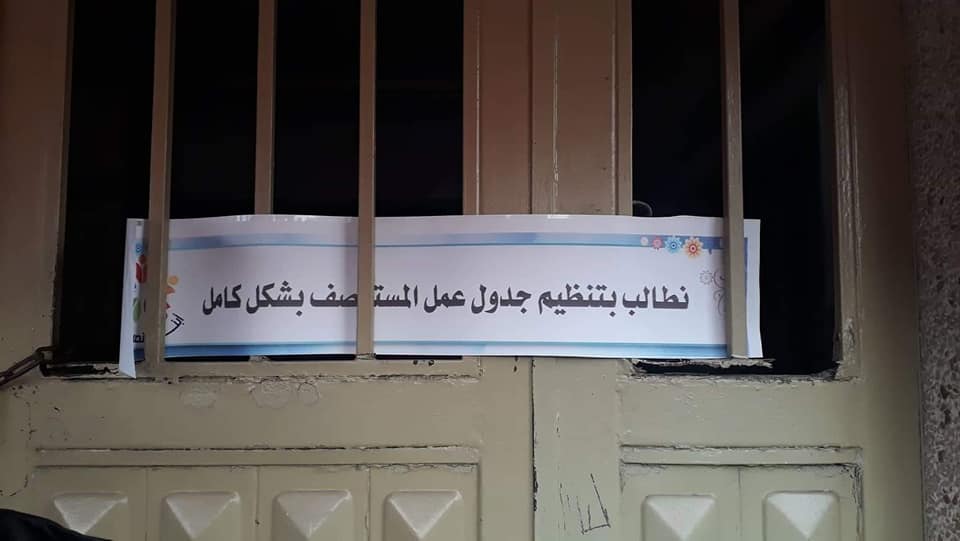 نطالب بتنظيم جدول عمل المستوصف بشكل كامل